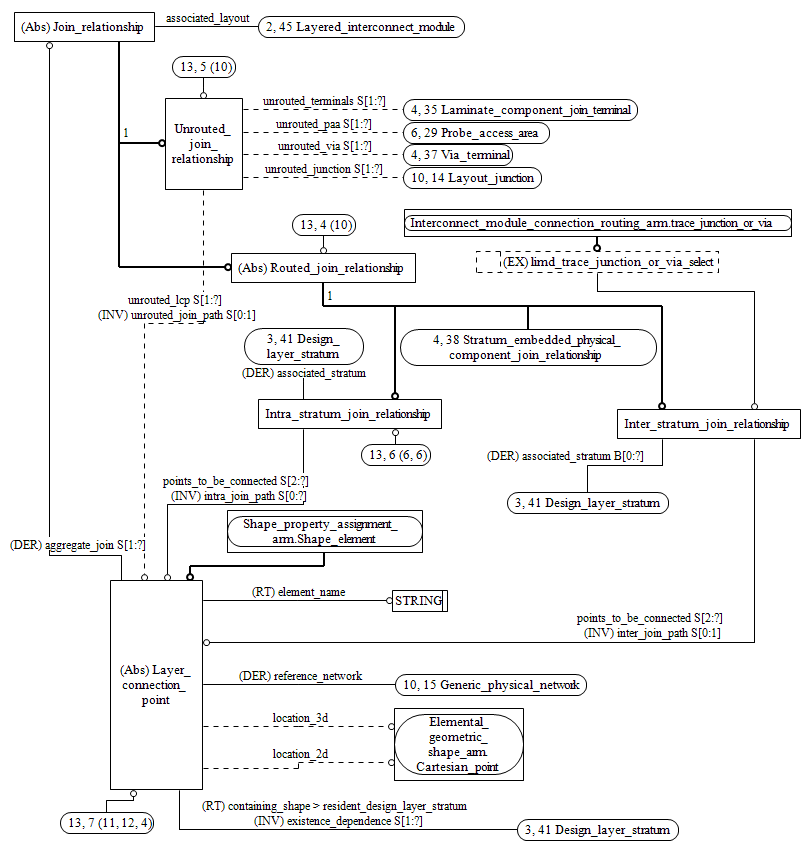 (Abs) Join_relationship
associated_layout
2, 45 Layered_interconnect_module
13, 5 (10)
1
Unrouted_
join_
relationship
unrouted_terminals S[1:?]
4, 35 Laminate_component_join_terminal
unrouted_paa S[1:?]
6, 29 Probe_access_area
unrouted_via S[1:?]
4, 37 Via_terminal
unrouted_junction S[1:?]
10, 14 Layout_junction
13, 4 (10)
Interconnect_module_connection_routing_arm.trace_junction_or_via
(Abs) Routed_join_relationship
(EX) limd_trace_junction_or_via_select
1
unrouted_lcp S[1:?]
(INV) unrouted_join_path S[0:1]
3, 41 Design_
layer_stratum
4, 38 Stratum_embedded_physical_
component_join_relationship
(DER) associated_stratum
Intra_stratum_join_relationship
Inter_stratum_join_relationship
13, 6 (6, 6)
(DER) associated_stratum B[0:?]
points_to_be_connected S[2:?]
(INV) intra_join_path S[0:?]
3, 41 Design_layer_stratum
Shape_property_assignment_
arm.Shape_element
(DER) aggregate_join S[1:?]
(RT) element_name
STRING
points_to_be_connected S[2:?]
(INV) inter_join_path S[0:1]
(Abs) Layer_
connection_
point
(DER) reference_network
10, 15 Generic_physical_network
location_3d
location_2d
Elemental_
geometric_
shape_arm.
Cartesian_point
13, 7 (11, 12, 4)
(RT) containing_shape > resident_design_layer_stratum
(INV) existence_dependence S[1:?]
3, 41 Design_layer_stratum